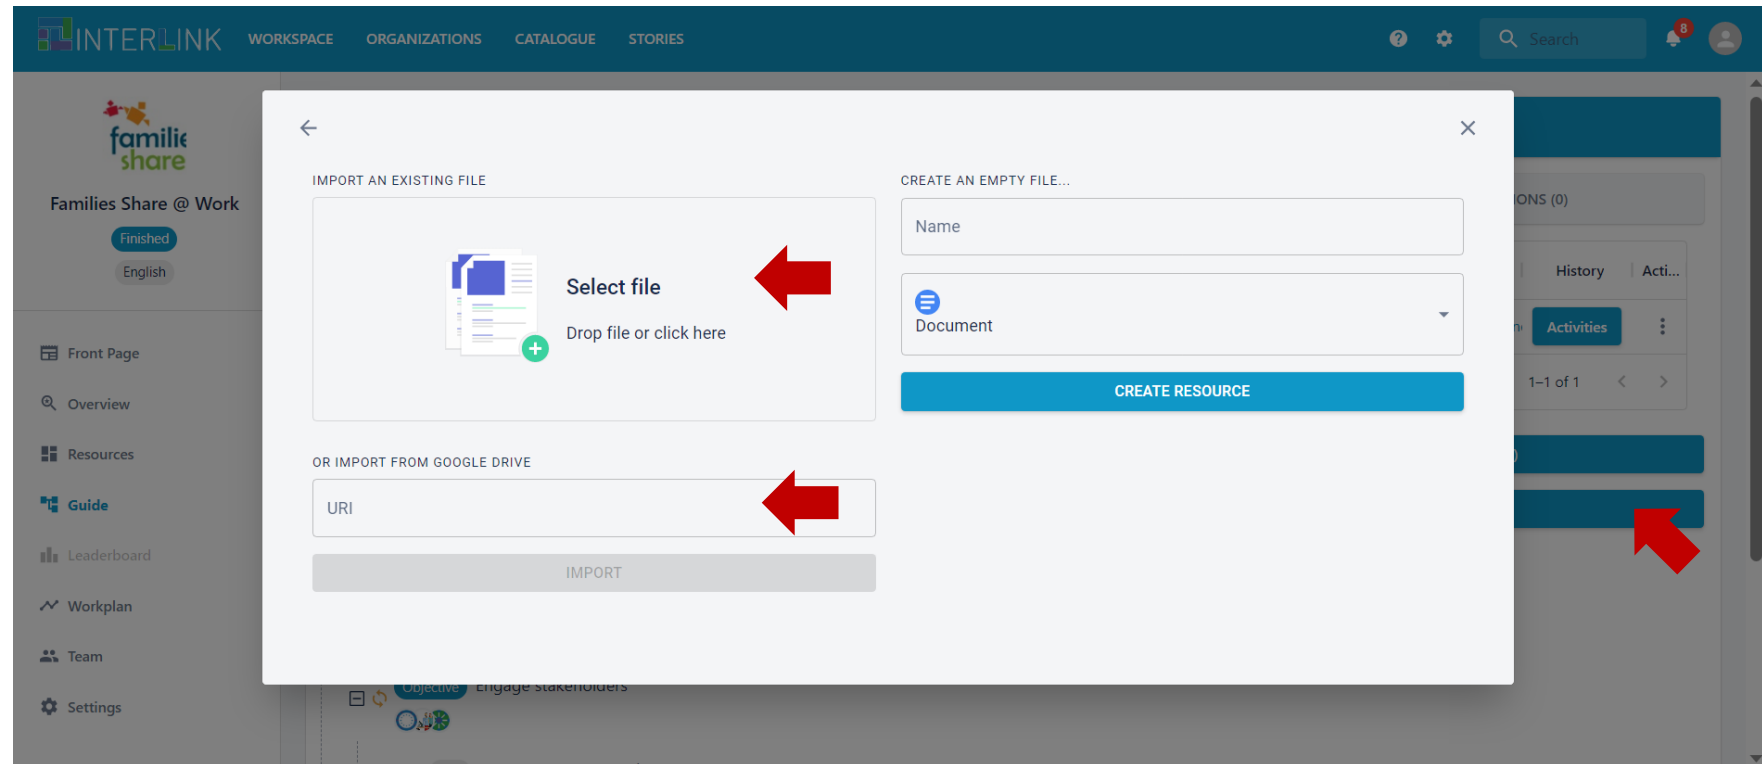 INTERLINK WORKSPACE ORGANIZATIONS CATALOGUE STORIES Search 8
familie
share
Families Share @ Work
Finished
English
Front Page
Overview
Resources
Guide
Leaderboard
Workplan
Team
Settings
IMPORT AN EXISTING FILE
Select file
Drop file or click here
OR IMPORT FROM GOOGLE DRIVE
URI
IMPORT
CREATE AN EMPTY FILE...
Name
Document
CREATE RESOURCE
IONS (0)
History Acti...
Activities
1–1 of 1
Objective Engage stakeholders